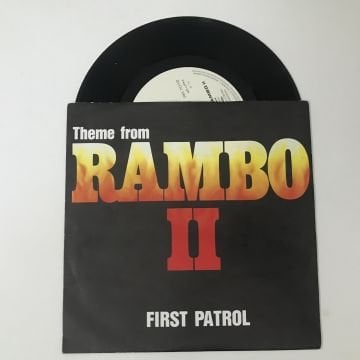 Theme from
RAMBO
II
FIRST PATROL